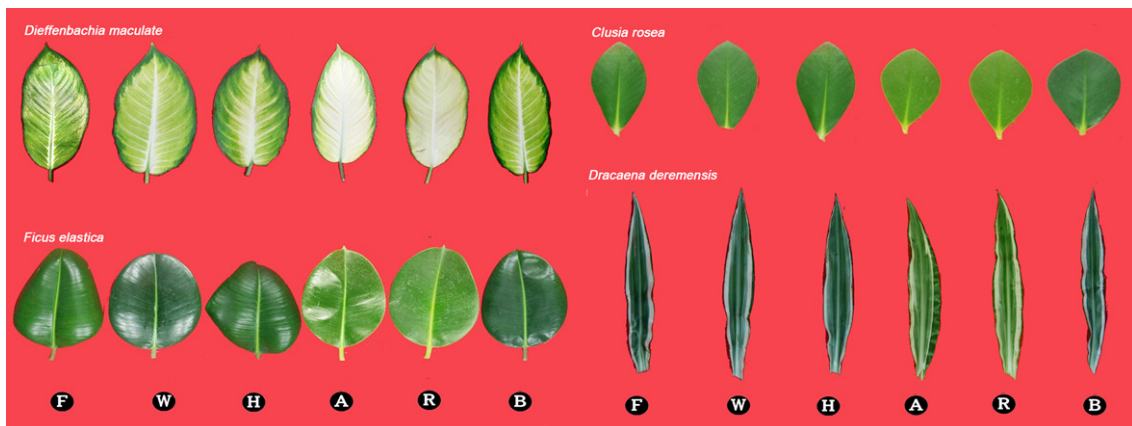 Dieffenbachia maculate
Ficus elastica
F W H A R B
Clusia rosea
Dracaena deremensis
F W H A R B